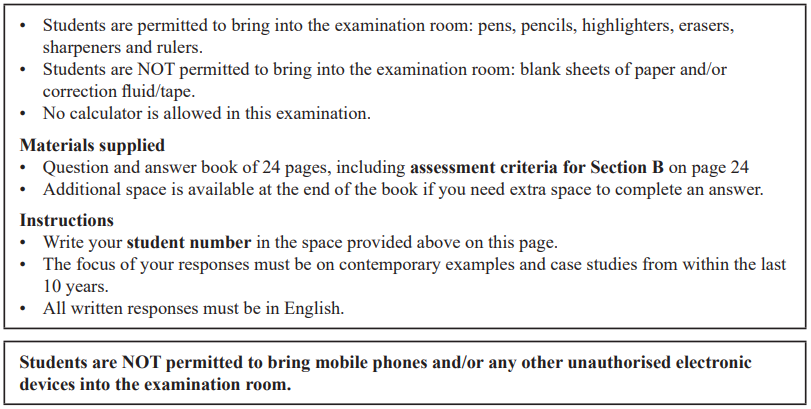 • Students are permitted to bring into the examination room: pens, pencils, highlighters, erasers,
sharpeners and rulers.
• Students are NOT permitted to bring into the examination room: blank sheets of paper and/or
correction fluid/tape.
• No calculator is allowed in this examination.
Materials supplied
• Question and answer book of 24 pages, including assessment criteria for Section B on page 24
• Additional space is available at the end of the book if you need extra space to complete an answer.
Instructions
• Write your student number in the space provided above on this page.
• The focus of your responses must be on contemporary examples and case studies from within the last
10 years.
• All written responses must be in English.
Students are NOT permitted to bring mobile phones and/or any other unauthorised electronic
devices into the examination room.